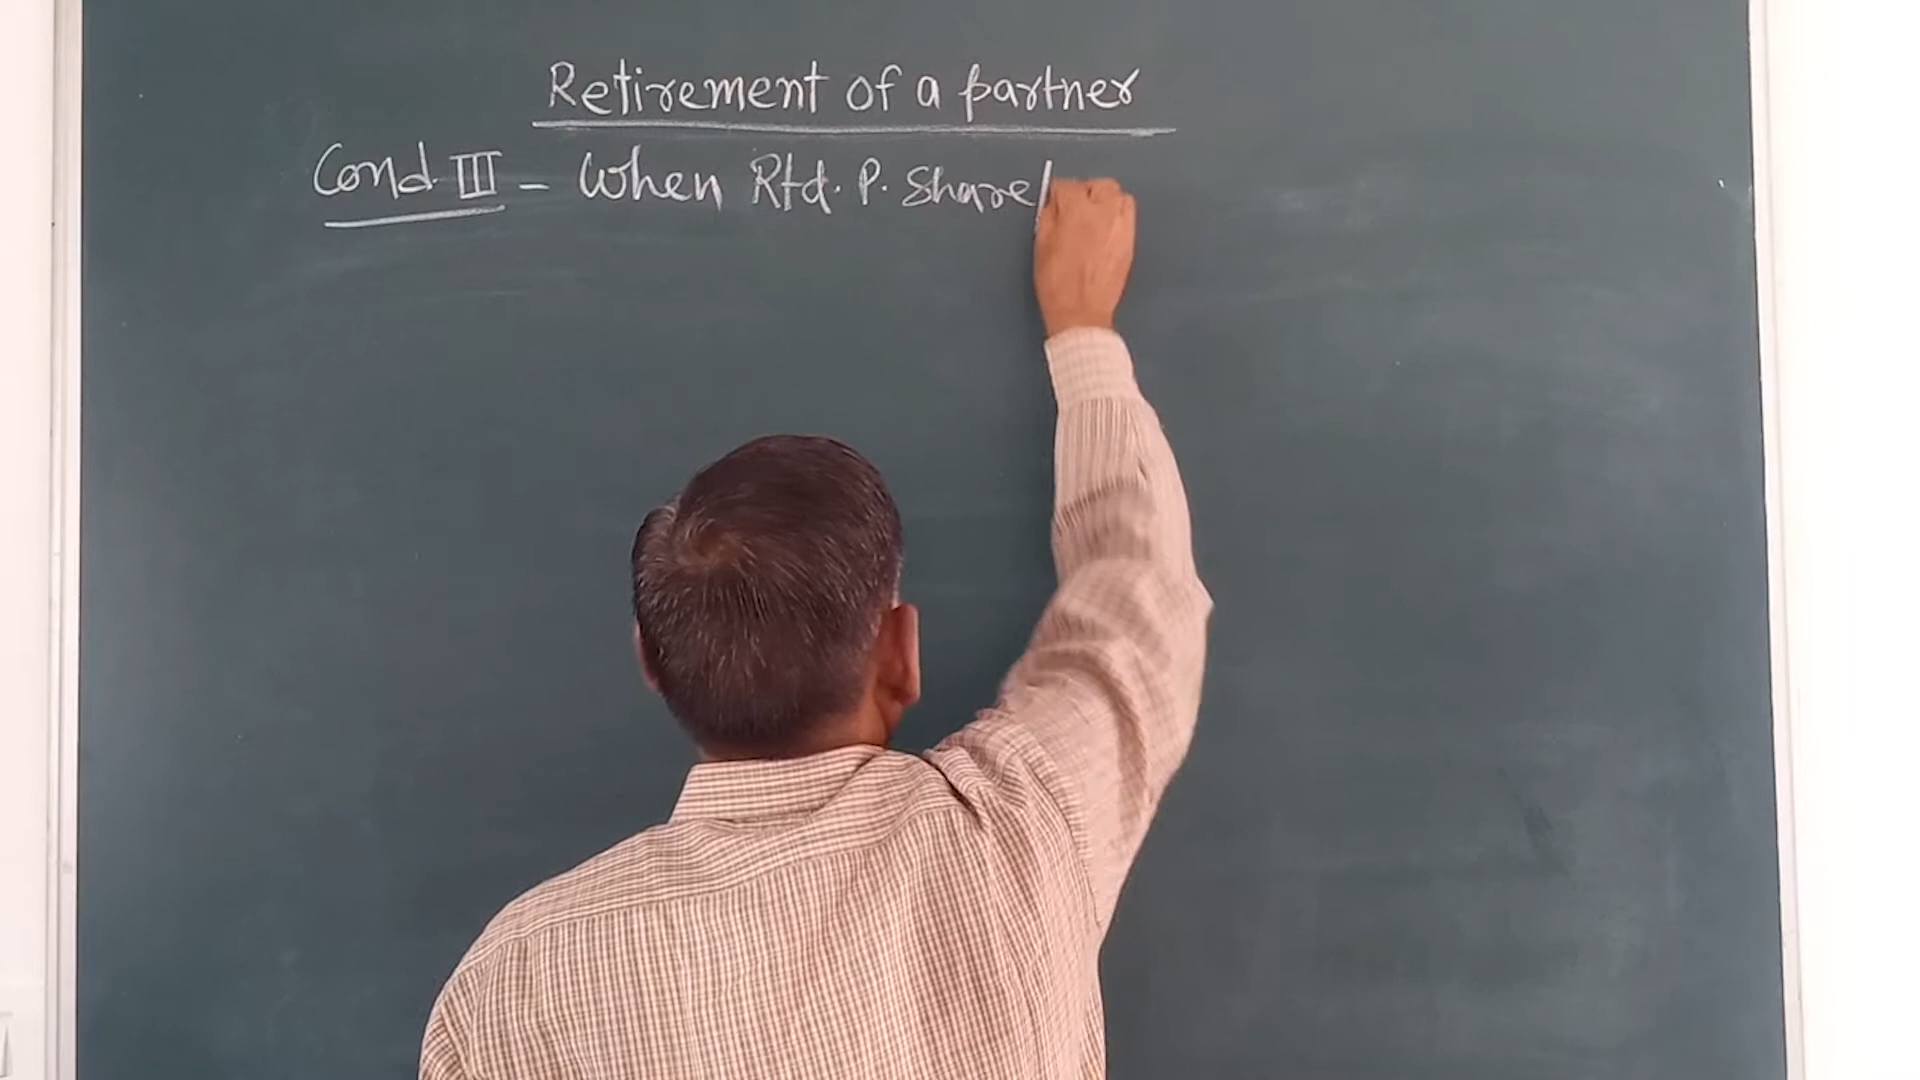 Retirement of a partner
Cond. III - When Rtd. P. Share